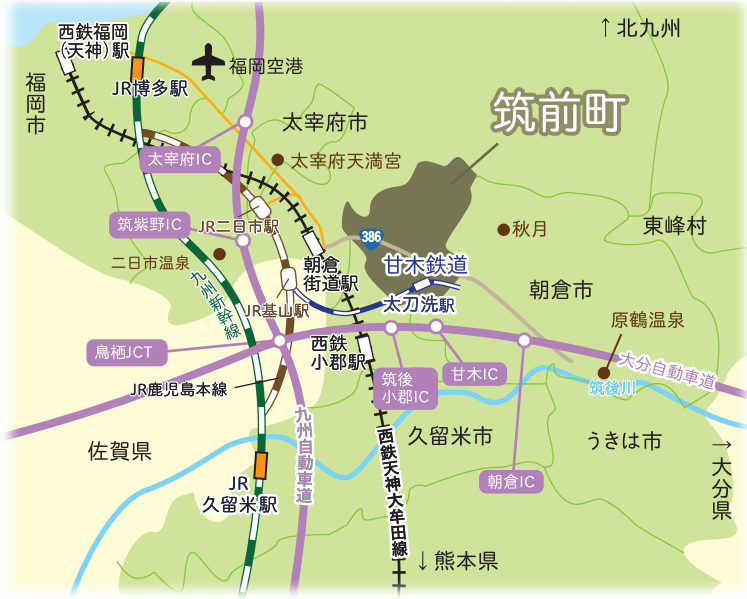 西鉄福岡
（天神）駅
↑北九州
福岡空港
JR博多駅
福岡市
筑前町
太宰府市
太宰府IC
太宰府天満宮
筑紫野IC
JR二日市駅
386
秋月
東峰村
二日市温泉
朝倉
街道駅
甘木鉄道
九州新幹線
JR基山駅
太刀洗駅
朝倉市
原鶴温泉
鳥栖JCT
西鉄
小郡駅
大分自動車道
JR鹿児島本線
筑後
小郡IC
甘木IC
筑後川
九州自動車道
佐賀県
久留米市
うきは市
西鉄天神大牟田線
→大分県
JR
久留米駅
朝倉IC
↓熊本県